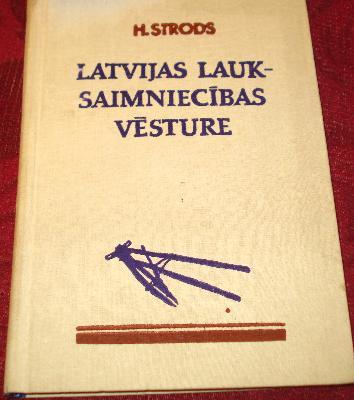 H. STRODS
LATVIJAS LAUK-
SAIMNIECĪBAS
VĒSTURE